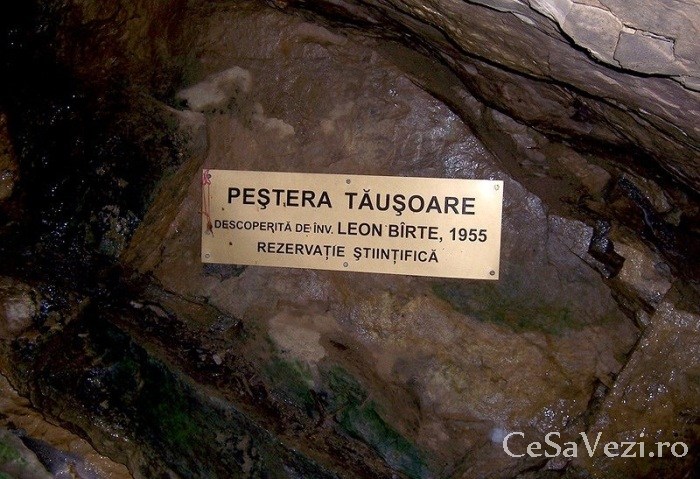 PEŞTERA TĂUŞOARE
DESCOPERITĂ DE ÎNV. LEON BÎRTE, 1955
REZERVAŢIE ŞTIINŢIFICĂ
CeSaVezi.ro